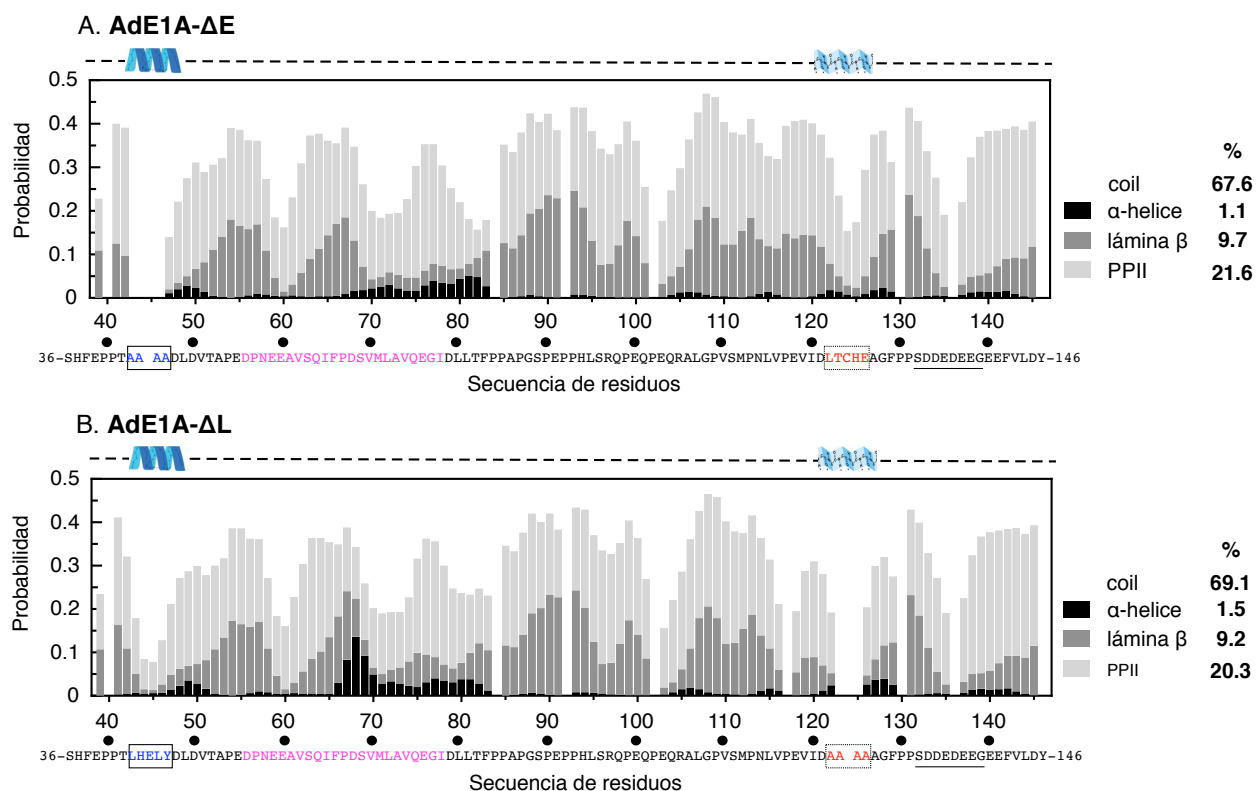 A. AdE1A-ΔE
0.5
0.4
0.3
0.2
0.1
0
Probabilidad
40 50 60 70 80 90 100 110 120 130 140
36-SHFEPPTAA AADLDVTAPEDPNEEAVSQIFPDSVMLAVQEGIDLLTFPPAPGSPEPPHLSRQPEQPEQRALGPVSMPNLVPEVIDLTCHEAGFPPSDDEDEEGEEFVLDY-146
Secuencia de residuos
%
coil 67.6
α-helice 1.1
lámina β 9.7
PPII 21.6
B. AdE1A-ΔL
0.5
0.4
0.3
0.2
0.1
0
Probabilidad
40 50 60 70 80 90 100 110 120 130 140
36-SHFEPPTLHELYDLDVTAPEDPNEEAVSQIFPDSVMLAVQEGIDLLTFPPAPGSPEPPHLSRQPEQPEQRALGPVSMPNLVPEVIDAA AAAGFPPSDDEDEEGEEFVLDY-146
Secuencia de residuos
%
coil 69.1
α-helice 1.5
lámina β 9.2
PPII 20.3